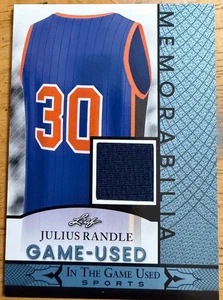 MEMORABILIA
30
Leaf
JULIUS RANDLE
GAME-USED
IN THE GAME USED
SPORTS